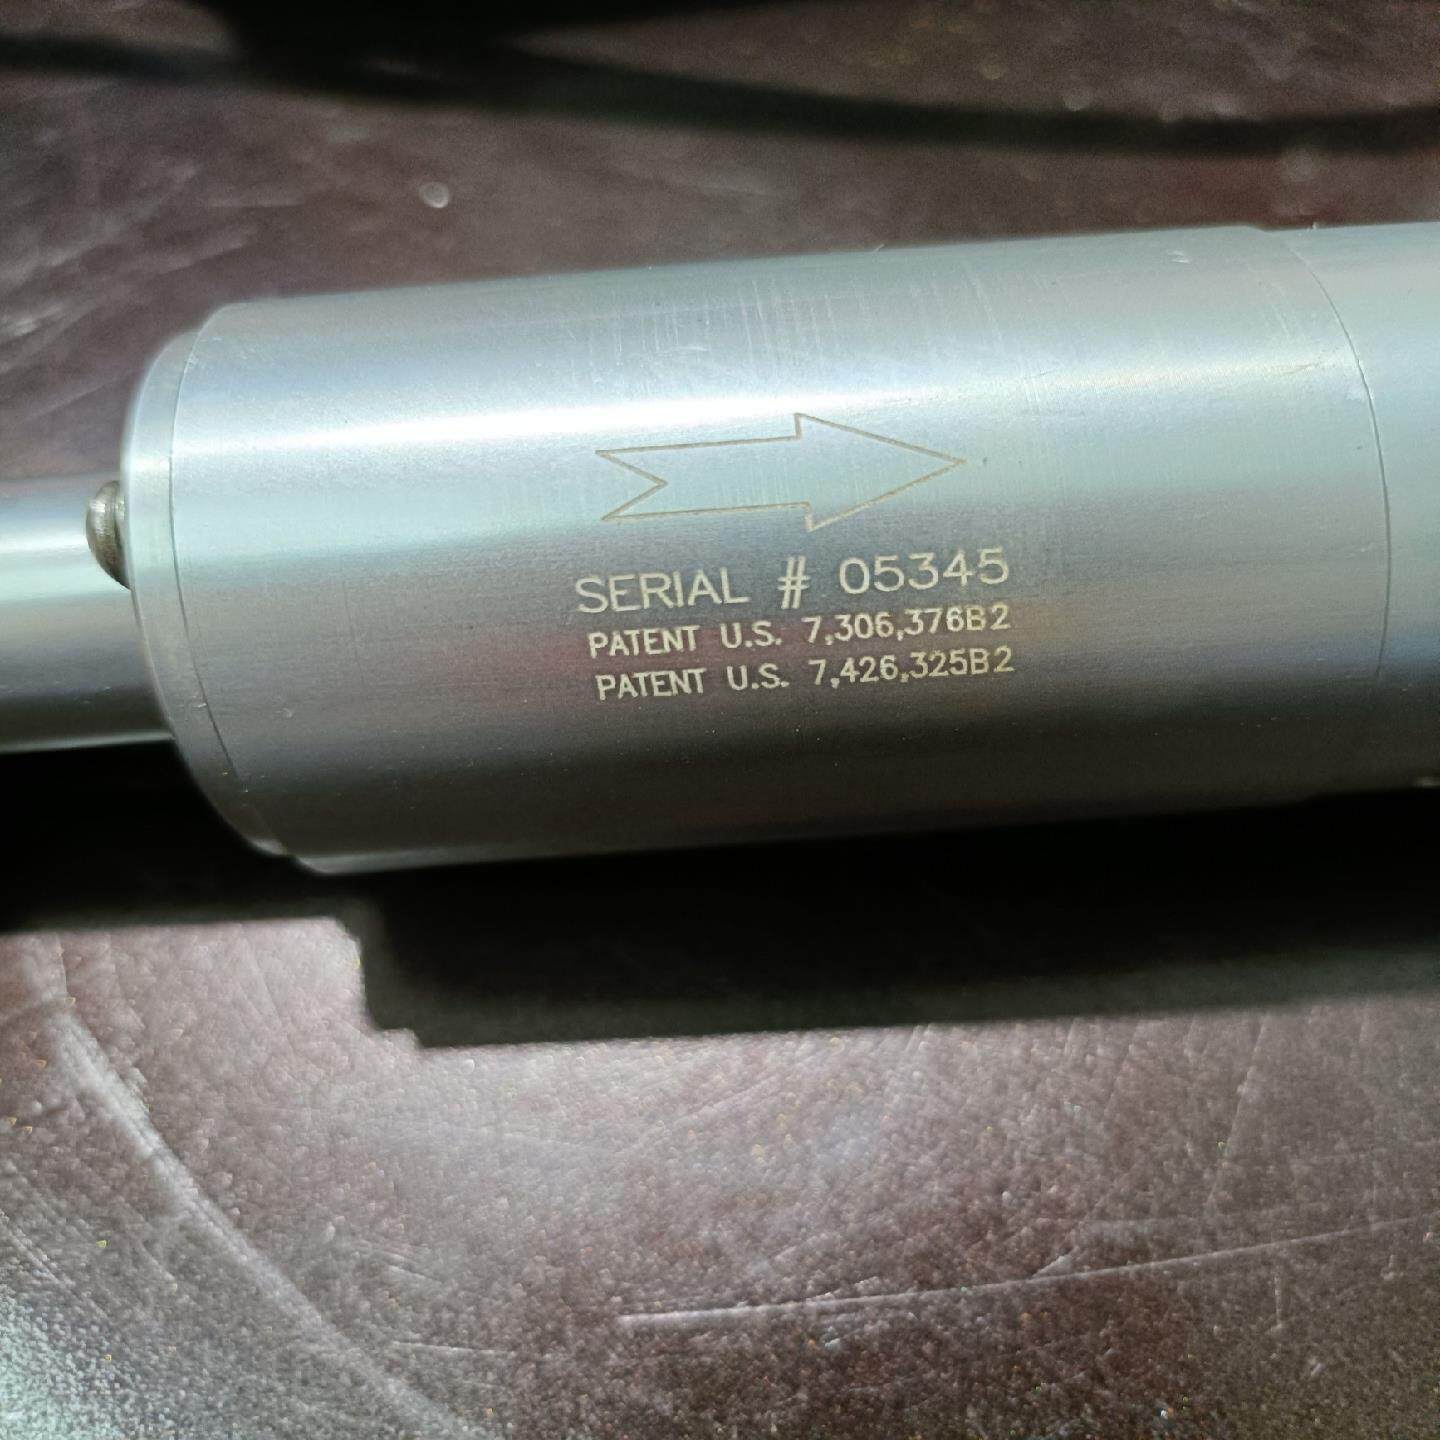 SERIAL # 05345
PATENT U.S. 7,306,376B2
PATENT U.S. 7,426,325B2